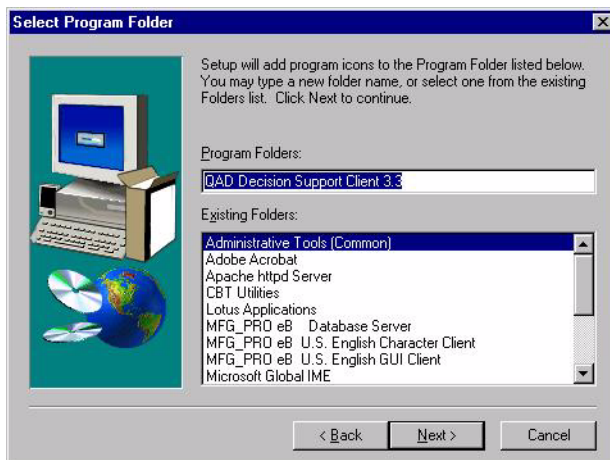 Select Program Folder
Setup will add program icons to the Program Folder listed below.
You may type a new folder name, or select one from the existing
Folders list. Click Next to continue.
Program Folders:
QAD Decision Support Client 3.3
Existing Folders:
Administrative Tools (Common)
Adobe Acrobat
Apache httpd Server
CBT Utilities
Lotus Applications
MFG_PRO eB Database Server
MFG_PRO eB U.S. English Character Client
MFG_PRO eB U.S. English GUI Client
Microsoft Global IME
< Back
Next >
Cancel